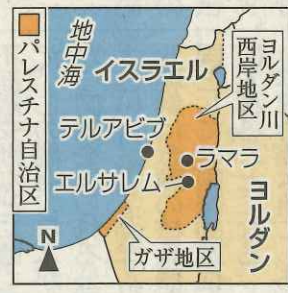 パレスチナ自治区
地中海
イスラエル
ヨルダン川
西岸地区
テルアビブ
ラマラ
エルサレム
ヨルダン
ガザ地区
N